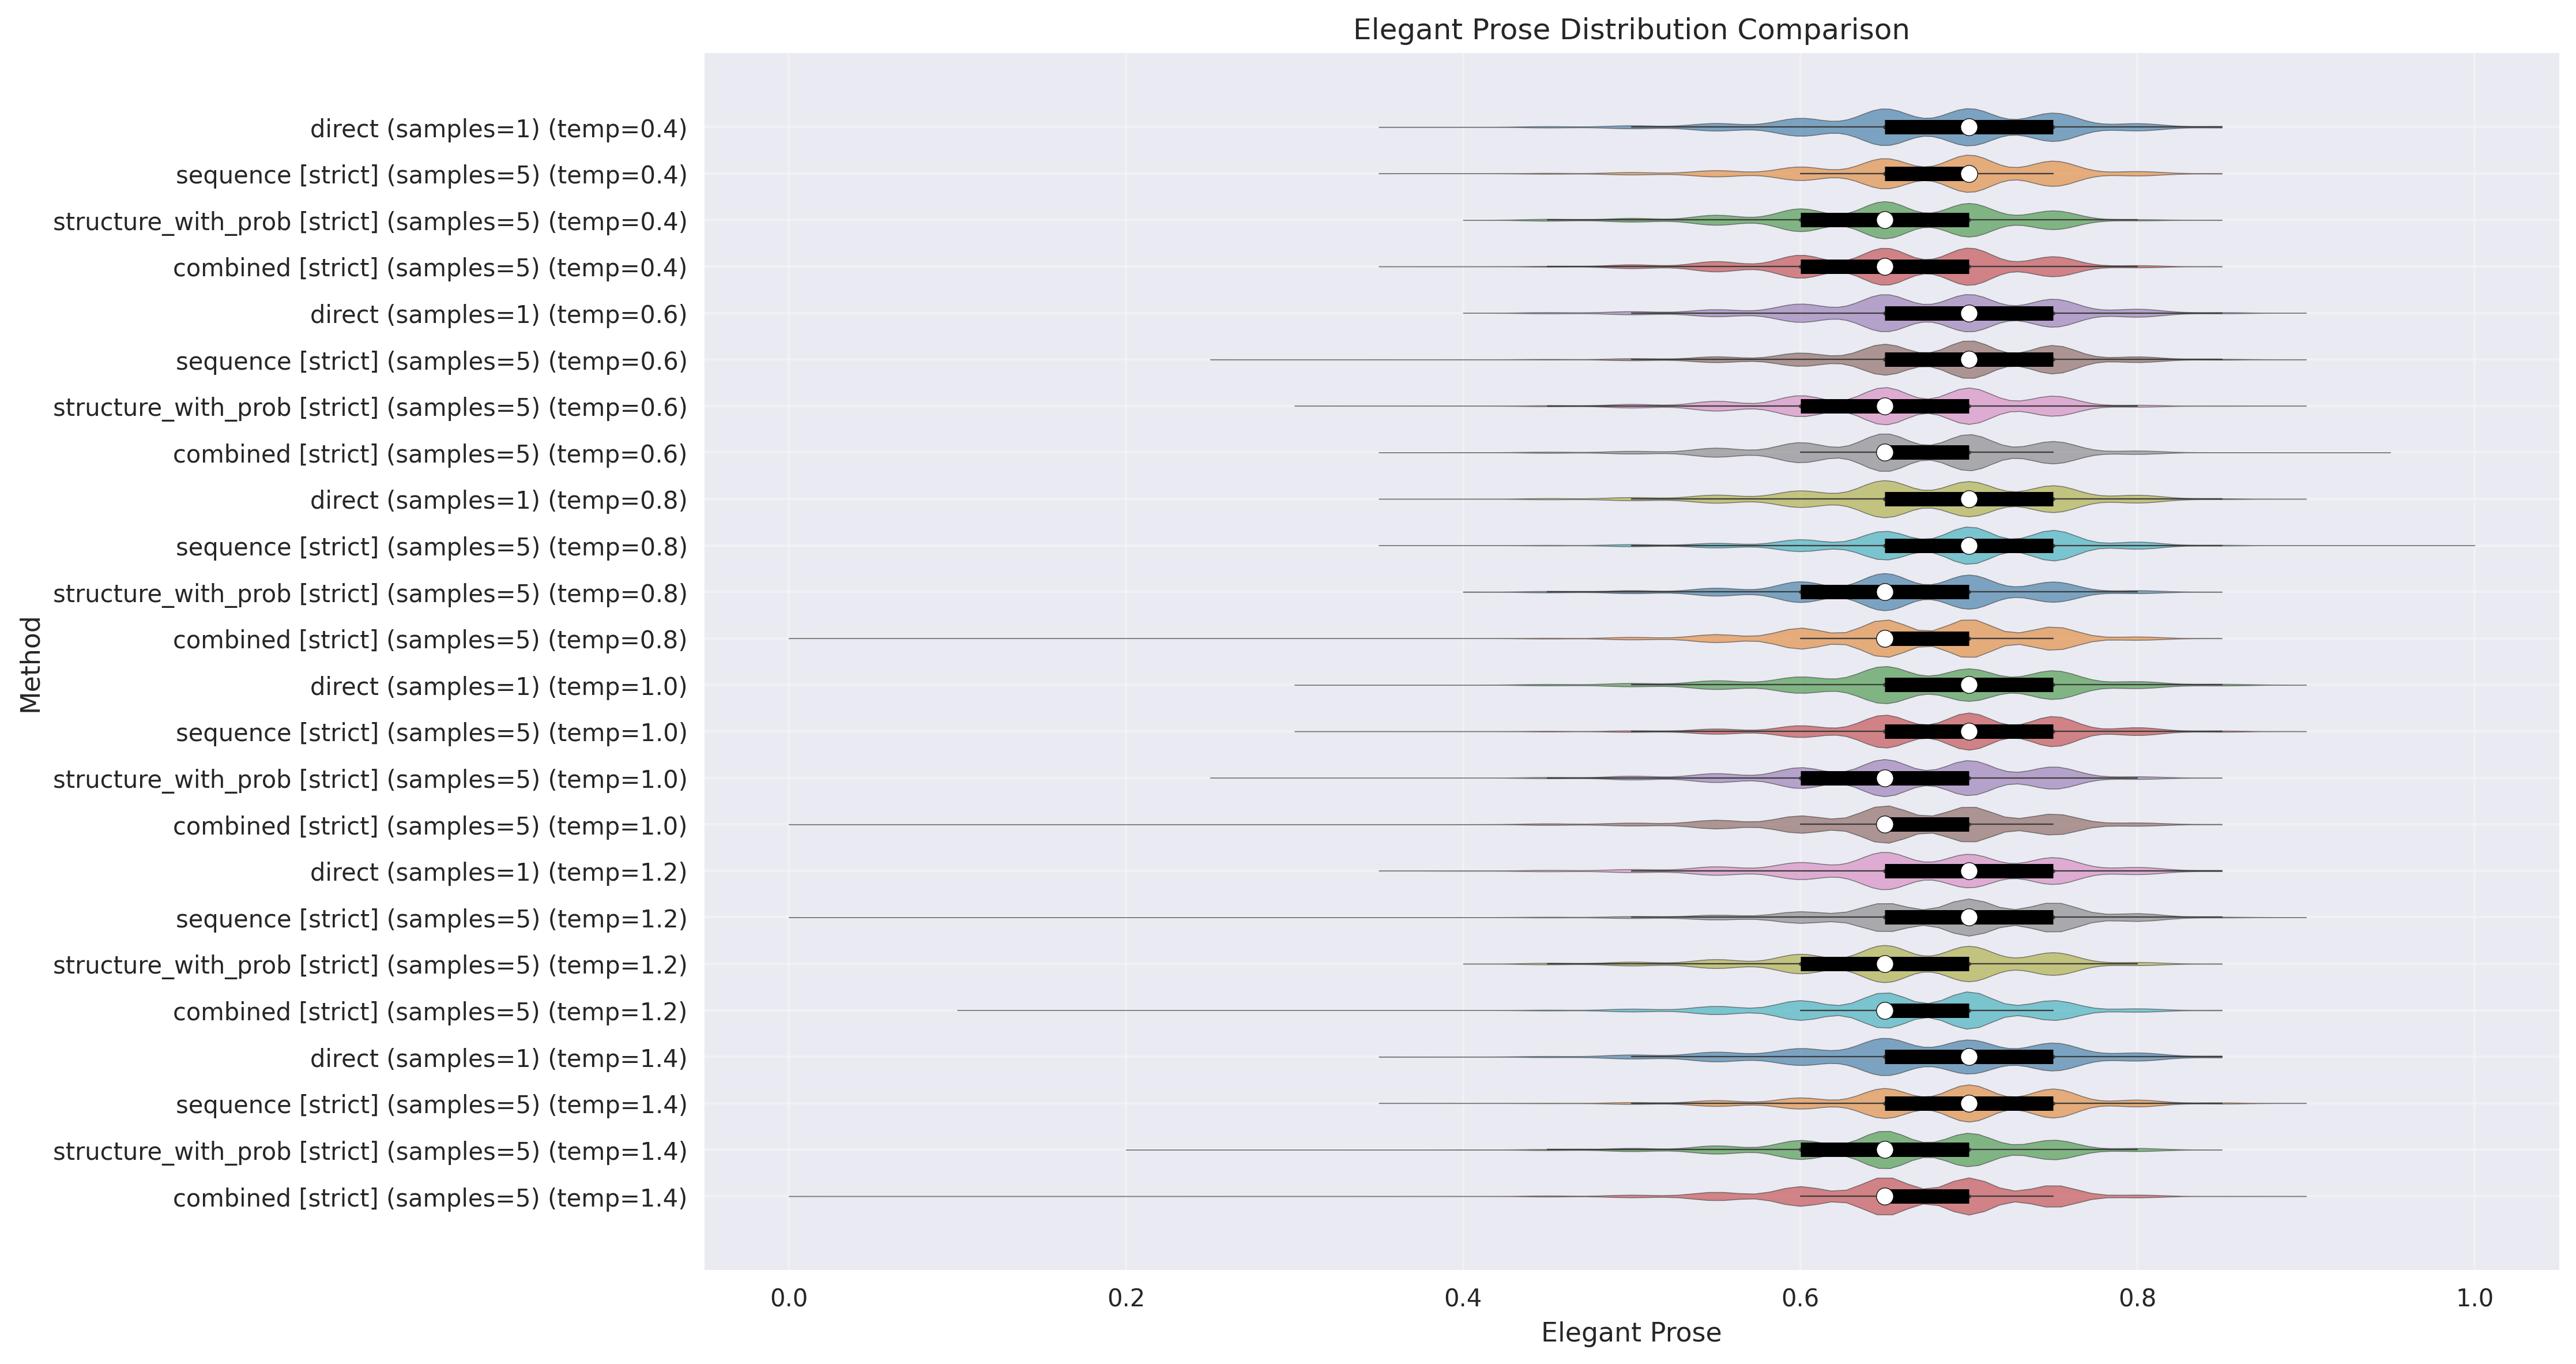 Elegant Prose Distribution Comparison
direct (samples=1) (temp=0.4)
sequence [strict] (samples=5) (temp=0.4)
structure_with_prob [strict] (samples=5) (temp=0.4)
combined [strict] (samples=5) (temp=0.4)
direct (samples=1) (temp=0.6)
sequence [strict] (samples=5) (temp=0.6)
structure_with_prob [strict] (samples=5) (temp=0.6)
combined [strict] (samples=5) (temp=0.6)
direct (samples=1) (temp=0.8)
sequence [strict] (samples=5) (temp=0.8)
structure_with_prob [strict] (samples=5) (temp=0.8)
combined [strict] (samples=5) (temp=0.8)
direct (samples=1) (temp=1.0)
sequence [strict] (samples=5) (temp=1.0)
structure_with_prob [strict] (samples=5) (temp=1.0)
combined [strict] (samples=5) (temp=1.0)
direct (samples=1) (temp=1.2)
sequence [strict] (samples=5) (temp=1.2)
structure_with_prob [strict] (samples=5) (temp=1.2)
combined [strict] (samples=5) (temp=1.2)
direct (samples=1) (temp=1.4)
sequence [strict] (samples=5) (temp=1.4)
structure_with_prob [strict] (samples=5) (temp=1.4)
combined [strict] (samples=5) (temp=1.4)
Method
0.0 0.2 0.4 0.6 0.8 1.0
Elegant Prose